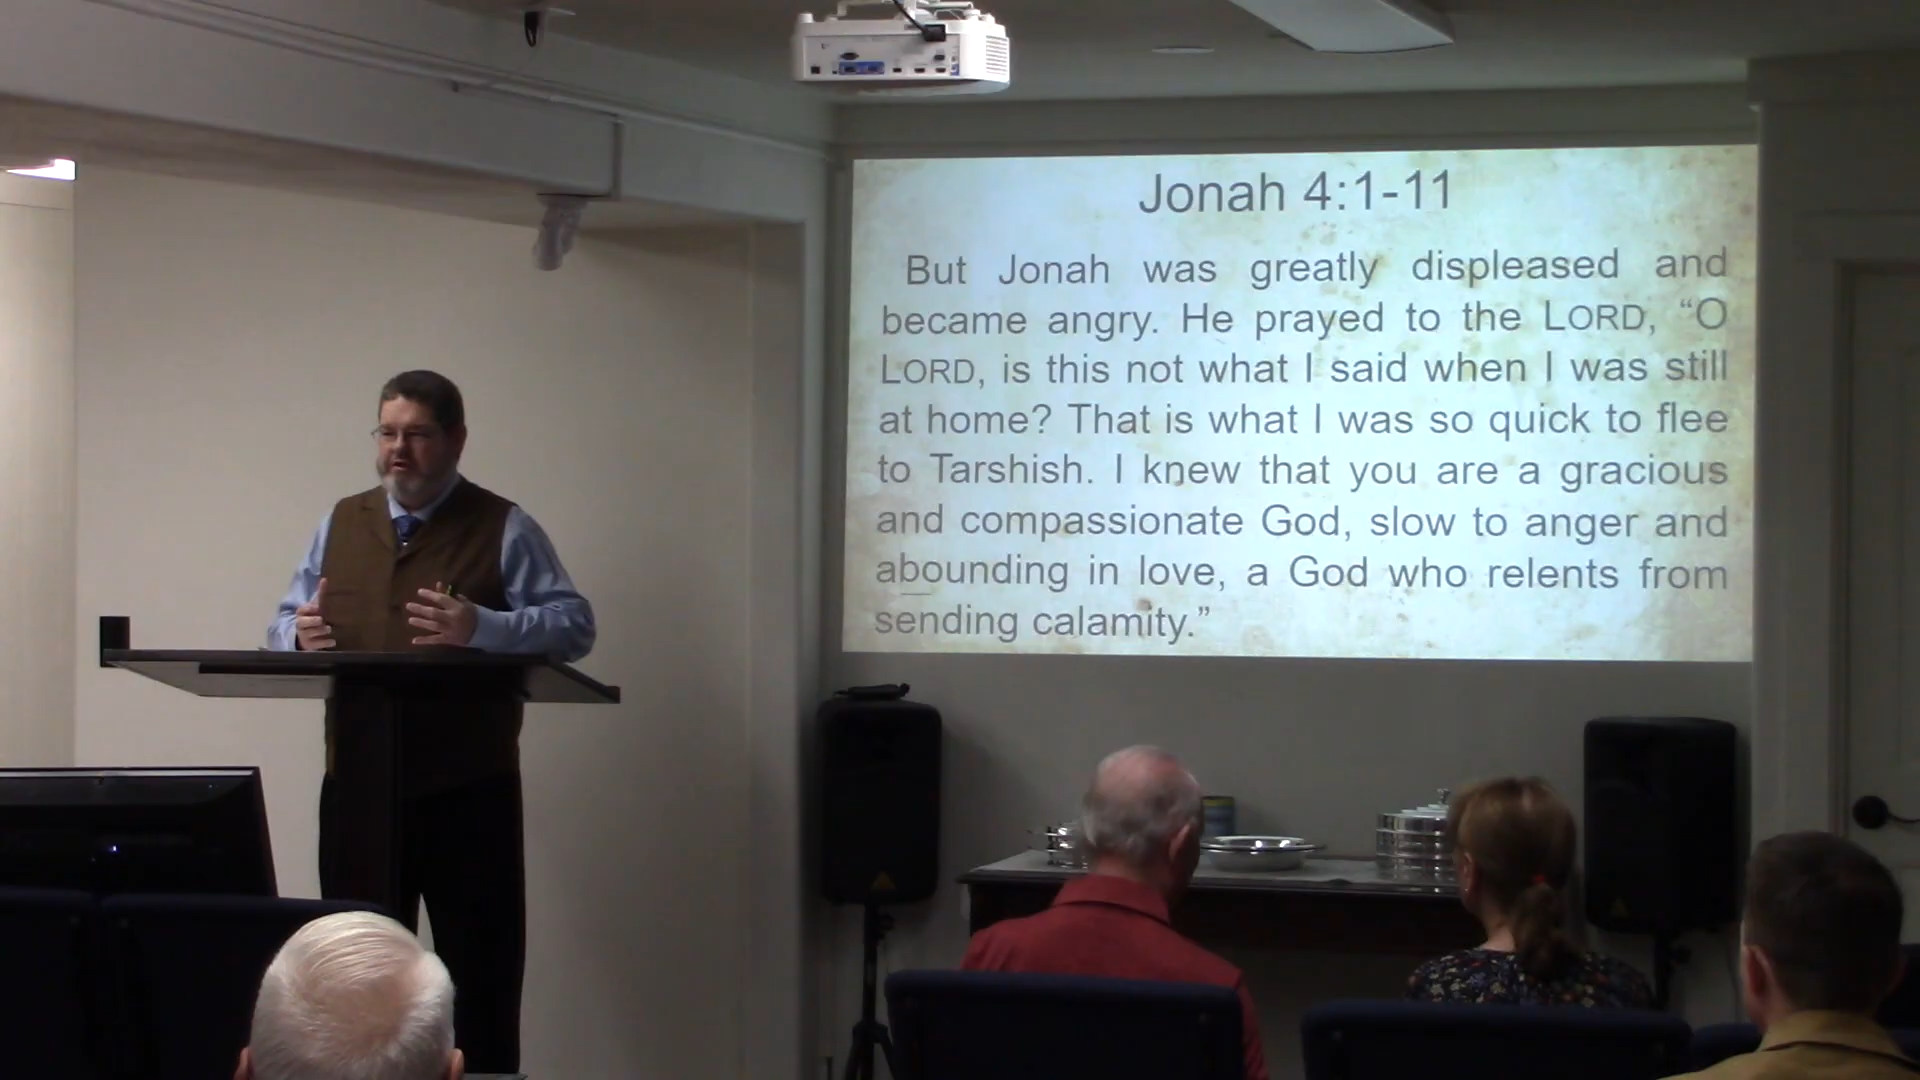 Jonah 4:1-11
But Jonah was greatly displeased and
became angry. He prayed to the LORD, “O
LORD, is this not what I said when I was still
at home? That is what I was so quick to flee
to Tarshish. I knew that you are a gracious
and compassionate God, slow to anger and
abounding in love, a God who relents from
sending calamity.”